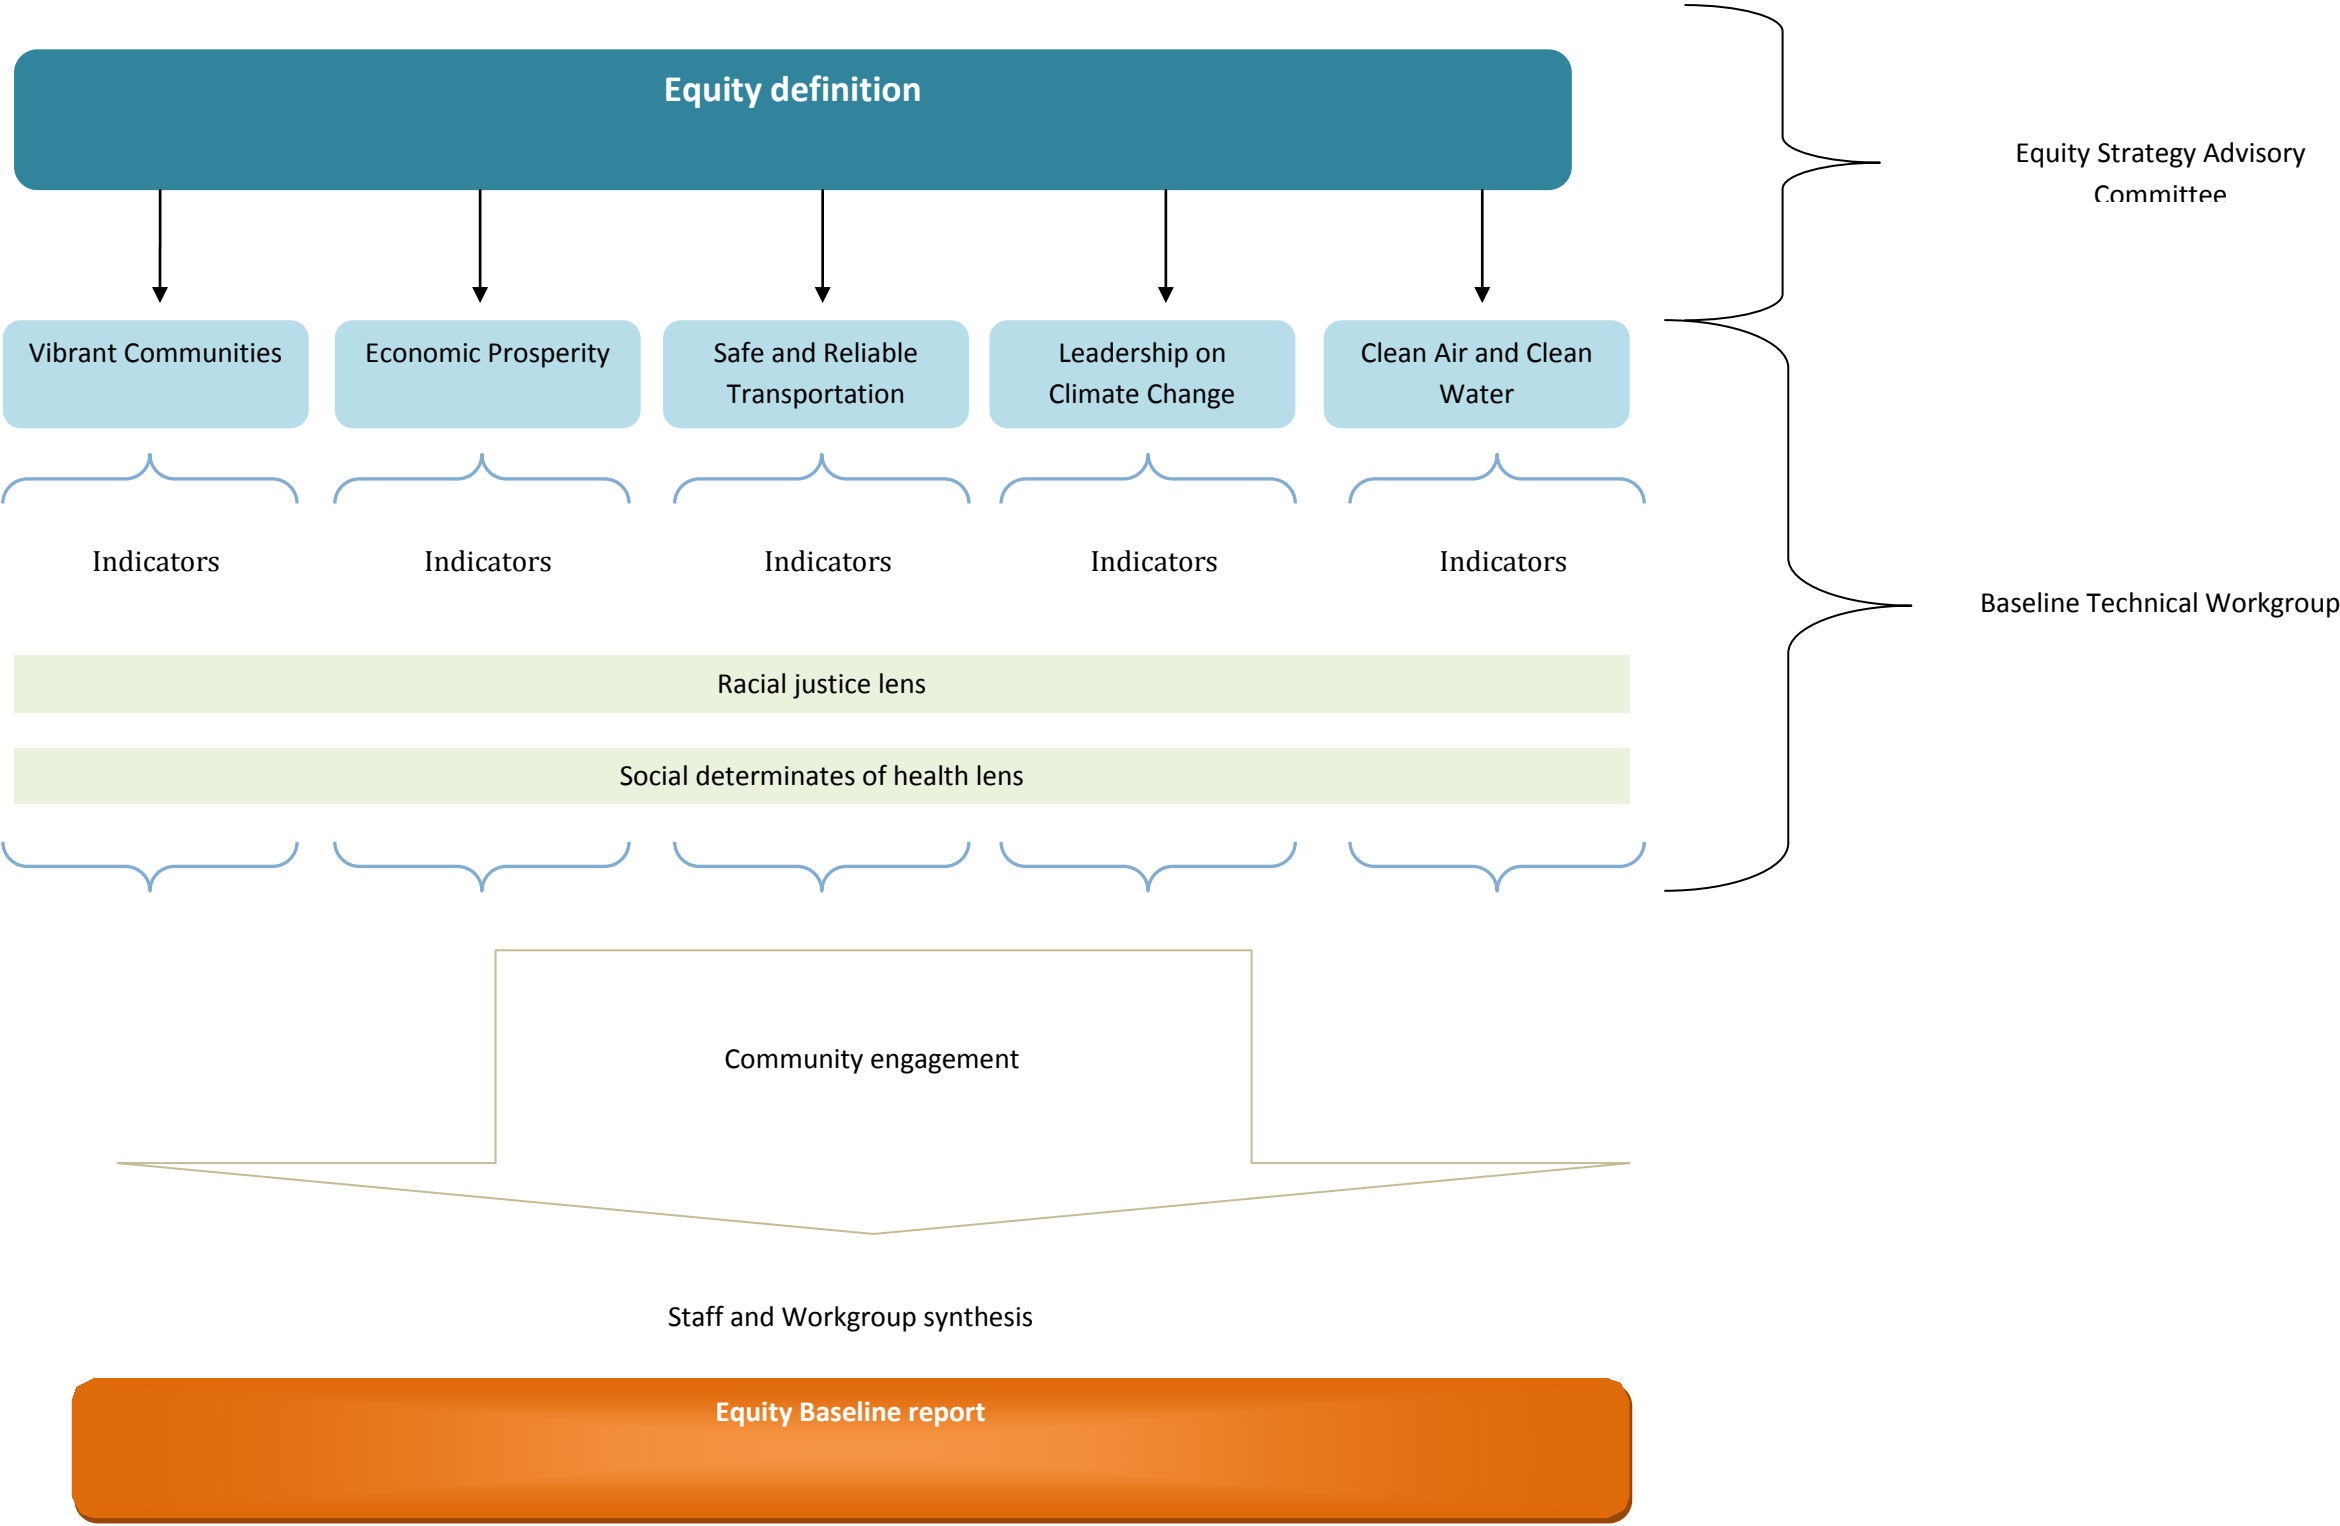 Equity definition
Equity Strategy Advisory
Committee
Vibrant Communities
Economic Prosperity
Safe and Reliable
Transportation
Leadership on
Climate Change
Clean Air and Clean
Water
Indicators
Indicators
Indicators
Indicators
Indicators
Baseline Technical Workgroup
Racial justice lens
Social determinates of health lens
Community engagement
Staff and Workgroup synthesis
Equity Baseline report